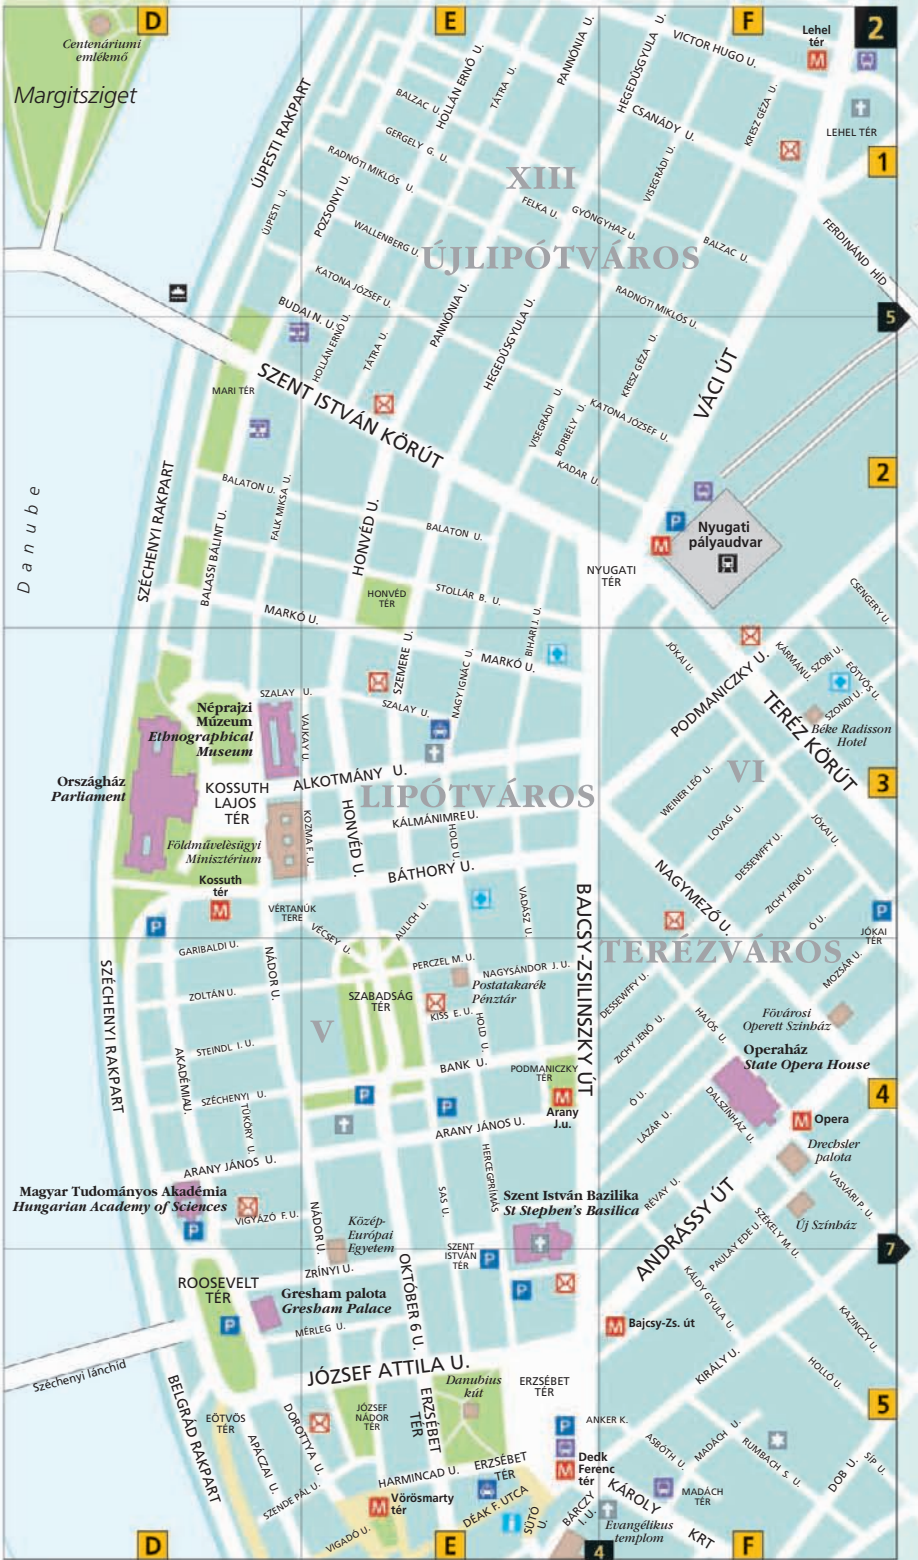 D
E
F
2
Centenáriumi
emlékmő
Margitsziget
ÚJPESTI RAKPART
BALZAC U.
HOLLÁN ERNŐ U.
TÁTRA U.
PANNÓNIA U.
HEGEDŰSGYULA U.
VICTOR HUGO U.
Lehel
tér
M
LEHEL TÉR
CSANÁDY U.
KRESZ GÉZA U.
1
GERGELY G. U.
RADNÓTI MIKLÓS U.
XIII
VISEGRÁDI U.
ÚJPESTI U.
POZSONYI U.
WALLENBERG U.
FELKA U.
GYÖNGYHAZ U.
BALZAC U.
FERDINÁND HÍD
ÚJLIPÓTVÁROS
KATONA JÓZSEF U.
BUDAI N. U.
PANNÓNIA U.
HEGEDŰSGYULA U.
RADNÓTI MIKLÓS U.
5
HOLLÁN ERNŐ U.
TÁTRA U.
KRESZ GÉZA U.
VÁCI ÚT
MARI TÉR
SZENT ISTVÁN KÖRÚT
VISEGRÁDI U.
BORBÉLY U.
KATONA JÓZSEF U.
KADAR U.
2
Danube
SZÉCHENYI RAKPART
BALATON U.
FALK MIKSA U.
BALASSI BÁLINT U.
HONVÉD U.
BALATON U.
P
M
Nyugati
pályaudvar
NYUGATI
TÉR
HONVÉD
TÉR
STOLLÁR B. U.
CSENGERY U.
MARKÓ U.
SZEMERE U.
NAGY IGNÁC U.
MARKÓ U.
BIHARI J. U.
JÓKAI U.
PODMANICZKY U.
KÁRMÁNU.
SZOBI U.
EÖTVÖS U.
SZONDI U.
TERÉZ KÖRÚT
Béke Radisson
Hotel
SZALAY U.
SZALAY U.
Néprajzi
Múzeum
Ethnographical
Museum
VAJKAY U.
Országház
Parliament
KOSSUTH
LAJOS
TÉR
ALKOTMÁNY U.
LIPÓTVÁROS
VI
3
WEINER LEÓ U.
LOVAG U.
JÓKAI U.
Földmûvelèsügyi
Minisztérium
KOZMA F. U.
HONVÉD U.
KÁLMÁNIMRE U.
HOLD U.
DESSEWFFY U.
BÁTHORY U.
NAGYMEZŐ U.
ZICHY JENŐ U.
Kossuth
tér
M
P
VÉRTANÚK
TERE
VÉCSEY U.
AULICH U.
VADÁSZ U.
BAJCSY-ZSILINSZKY ÚT
Ó U.
P
JÓKAI
TÉR
TERÉZVÁROS
GARIBALDI U.
NÁDOR U.
PERCZEL M. U.
NAGYSÁNDOR J. U.
MOZSÁR U.
SZÉCHENYI RAKPART
ZOLTÁN U.
SZABADSÁG
TÉR
Postatakarék
Pénztár
DESSEWFFY U.
HAJÓS U.
Fövárosi
Operett Szinház
V
KISS E. U.
HOLD U.
ZICHY JENŐ U.
STEINDL I. U.
AKADÉMIAU.
Operaház
State Opera House
BANK U.
PODMANICZKY
TÉR
M
Arany
J.u.
SZÉCHENYI U.
TÜKÖRY U.
P
P
Ó U.
LÁZÁR U.
DALSZINHÁZ U.
M Opera
4
ARANY JÁNOS U.
ARANY JÁNOS U.
HERCEGPRÍMÁS
Drechsler
palota
Magyar Tudományos Akadémia
Hungarian Academy of Sciences
P
VIGYÁZÓ F.U.
NÁDOR U.
SAS U.
Szent István Bazilika
St Stephen's Basilica
RÉVAY U.
ANDRÁSSY ÚT
VASVÁRI P. U.
Új Színház
Közép-
Európai
Egyetem
SZENT
ISTVÁN
TÉR
P
SZÉKELY M. U.
PAULAY EDE U.
7
ROOSEVELT
TÉR
ZRÍNYI U.
OKTÓBER 6 U.
Gresham palota
Gresham Palace
P
P
KÁLDY GYULA U.
M Bajcsy-Zs. út
MÉRLEG U.
KAZINCZY U.
Széchenyi lánchíd
JÓZSEF ATTILA U.
KIRÁLY U.
HOLLÓ U.
BELGRÁD RAKPART
EÖTVÖS
TÉR
APÁCZAI U.
DOROTTYA U.
JÓZSEF
NÁDOR
TÉR
ERZSÉBET
TÉR
Danubius
kút
ERZSÉBET
TÉR
P
ANKER K.
5
ASBÓTH U.
MADÁCH U.
RUMBACH S. U.
DOB U.
SÍP U.
M
Dedk
Ferenc
tér
HARMINCAD U.
ERZSÉBET
TÉR
SZENDE PÁL U.
M
Vörösmarty
tér
DÉAK F. UTCA
SÜTŐ
U.
VIGADÓ U.
BÁRCZY
I. U.
KÁROLY
KRT
MADÁCH
TÉR
Evangélikus
templom
D
E
4
F